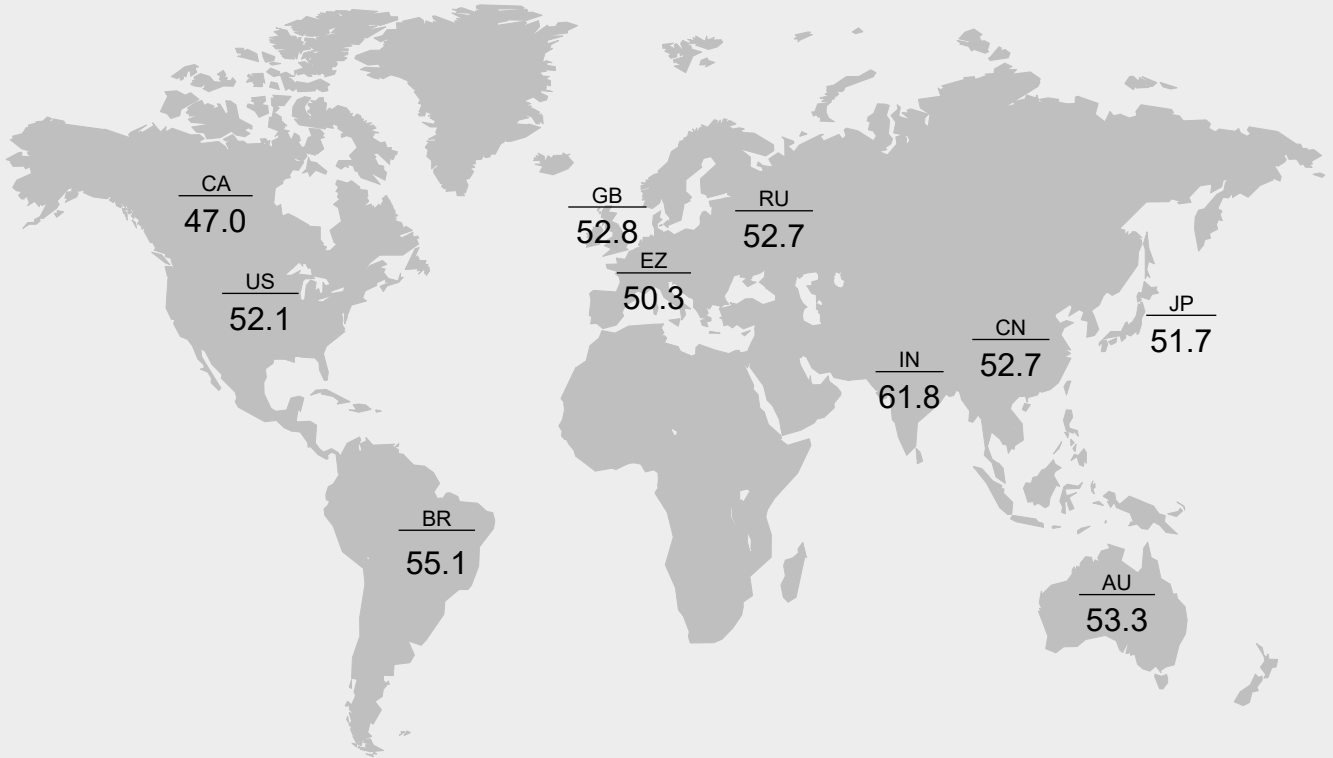 CA
47.0
GB
52.8
RU
52.7
EZ
50.3
US
52.1
JP
51.7
CN
52.7
IN
61.8
BR
55.1
AU
53.3